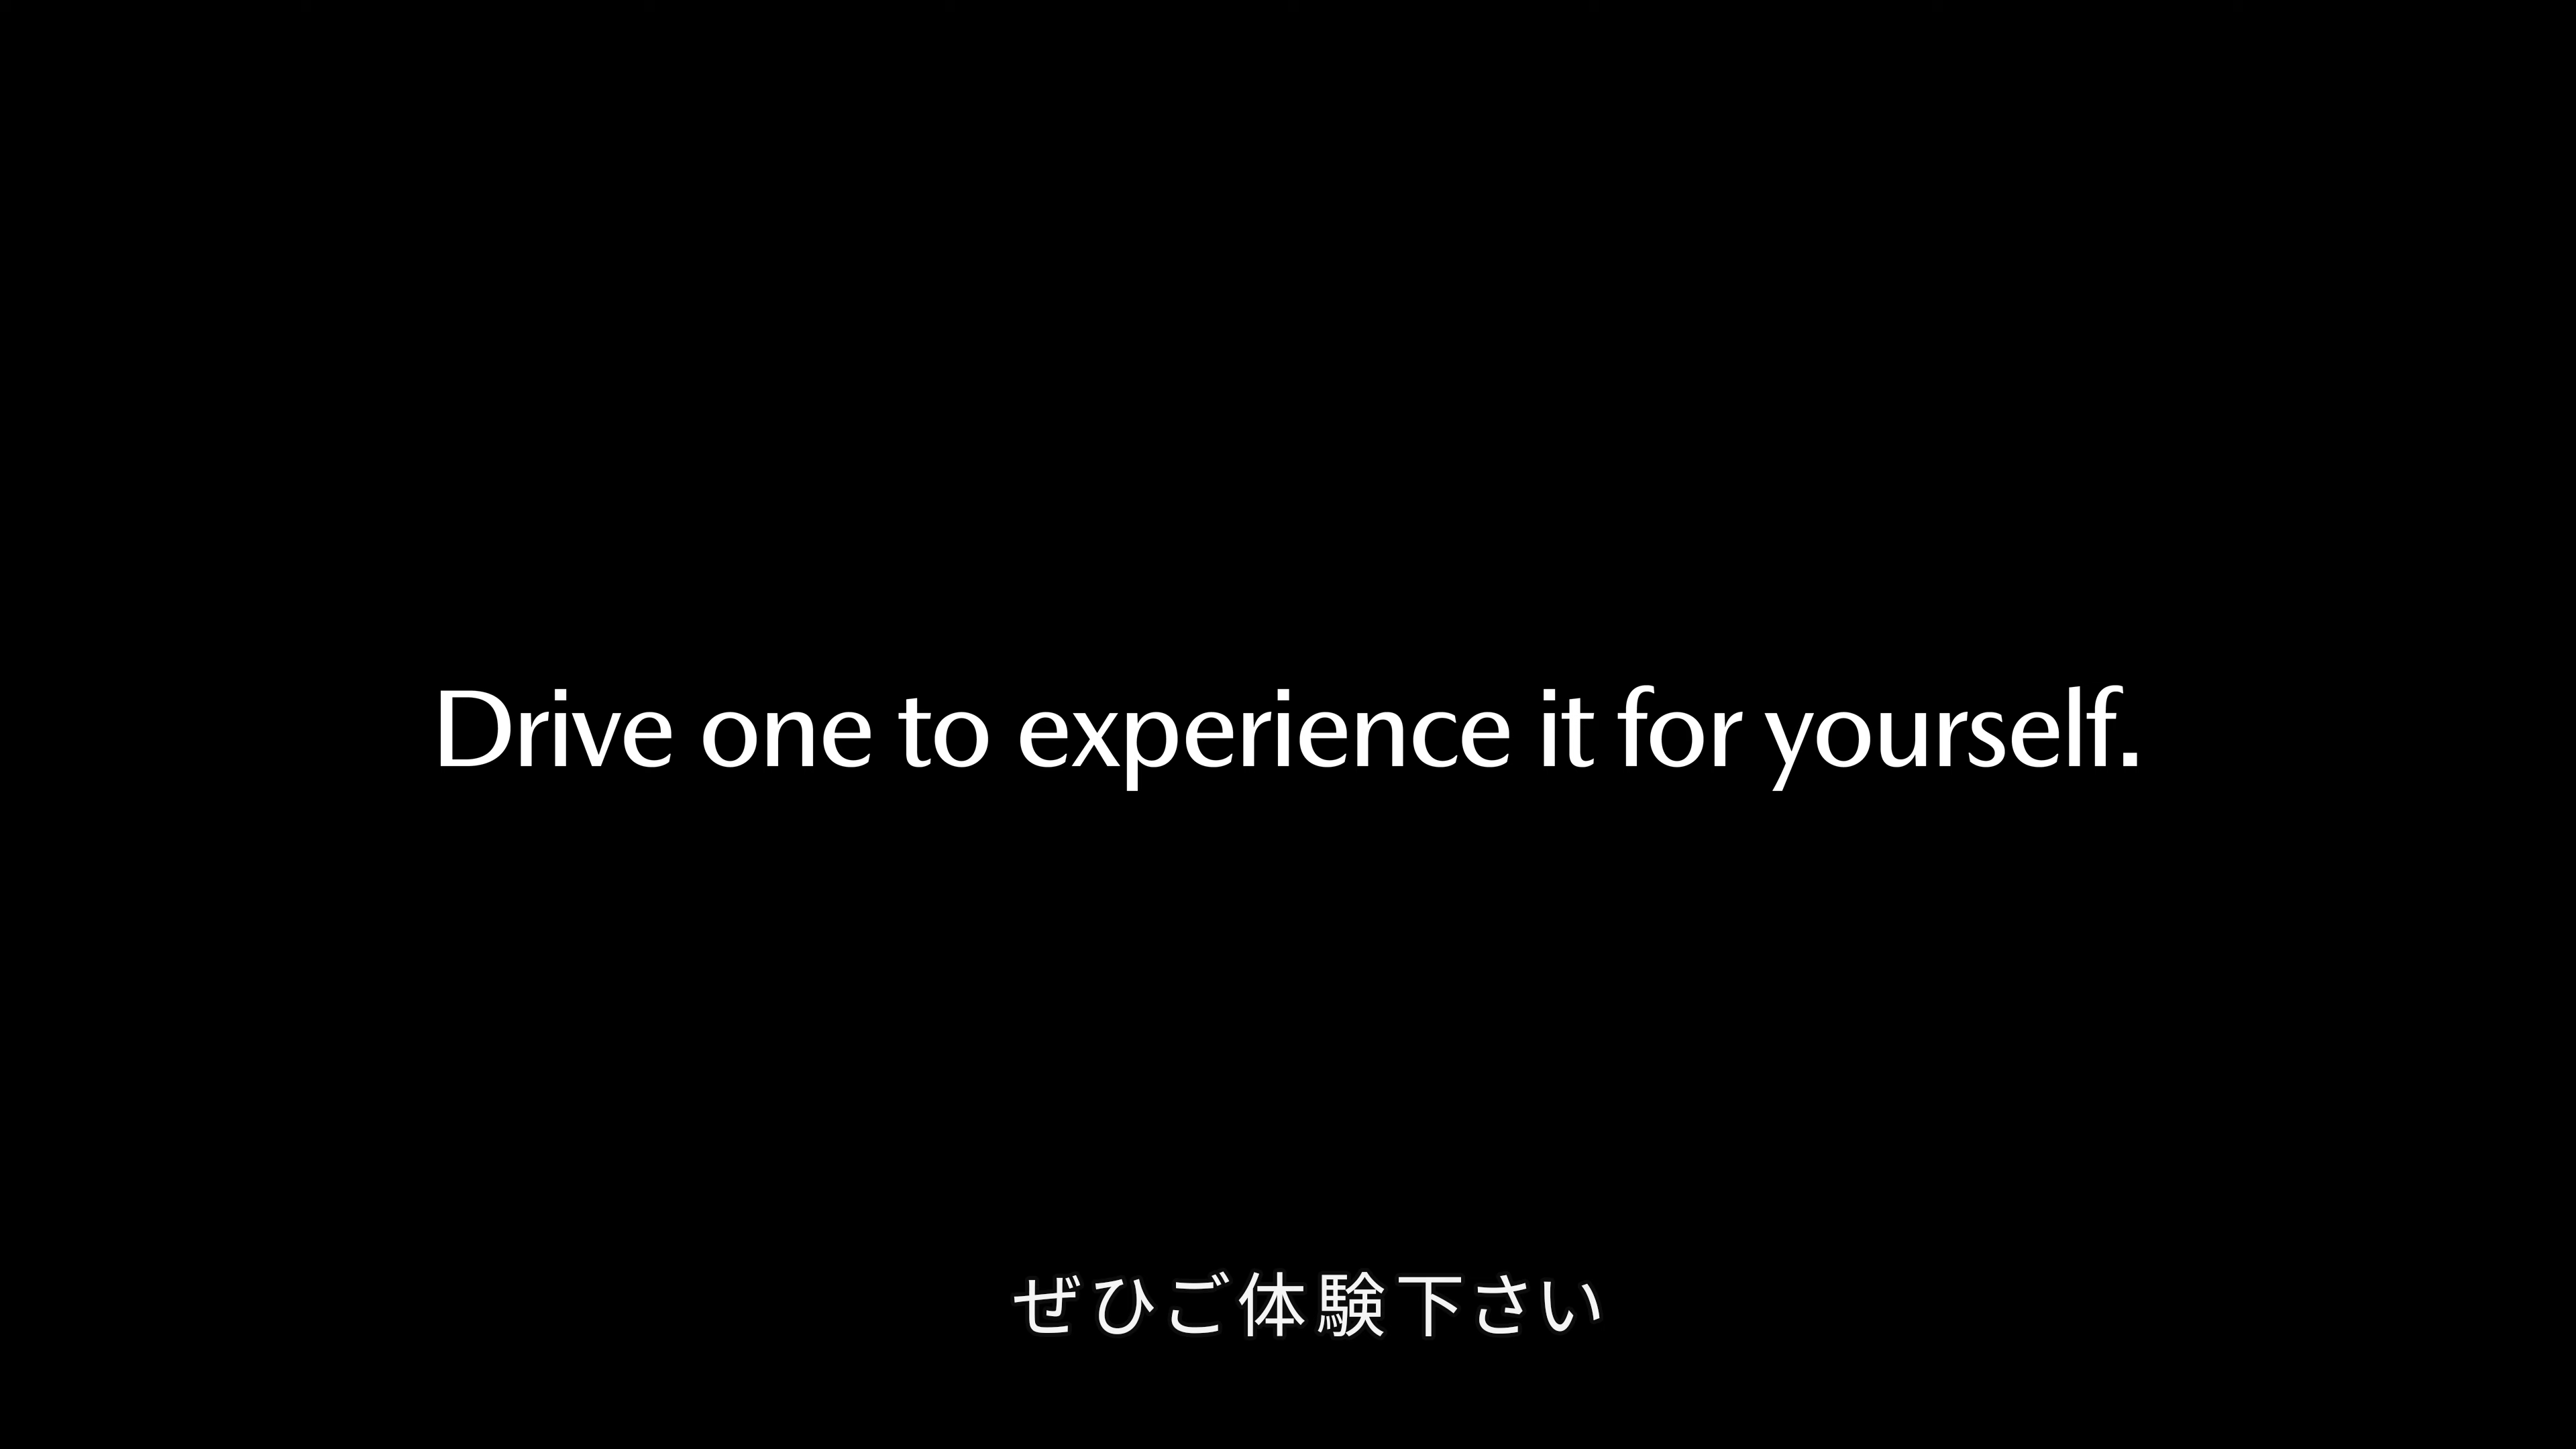 Drive one to experience it for yourself.
ぜひご体験下さい